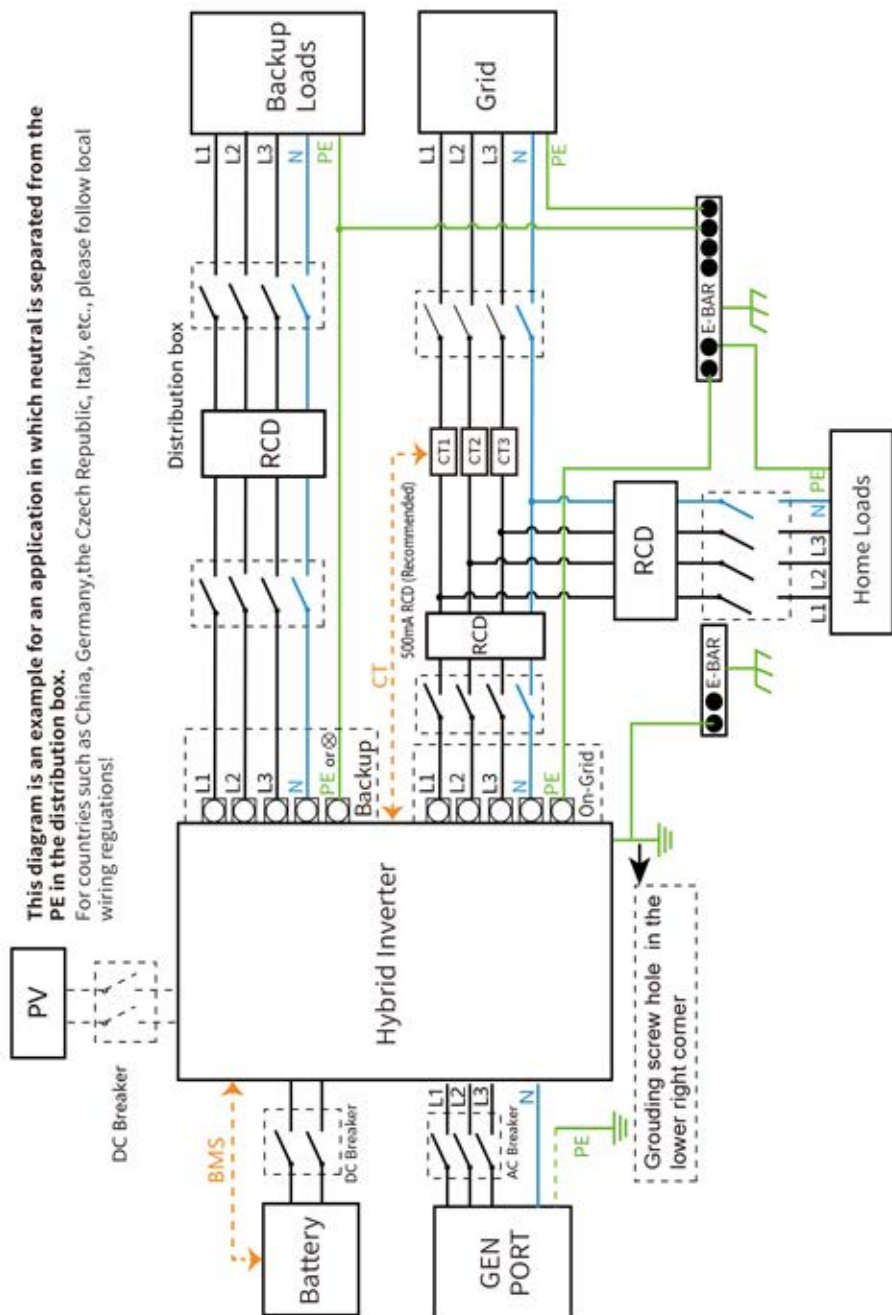 This diagram is an example for an application in which neutral is separated from the
PE in the distribution box.
For countries such as China, Germany,the Czech Republic, Italy, etc., please follow local
wiring reguations!
PV
DC Breaker
BMS
Battery
DC Breaker
GEN
PORT
L1
L2
L3
N
AC Breaker
PE
Hybrid Inverter
L1
L2
L3
N
PE or
Backup
Distribution box
RCD
L1
L2
L3
N
PE
Backup
Loads
CT
L1
L2
L3
N
PE
On-Grid
500mA RCD (Recommended)
RCD
CT1
CT2
CT3
L1
L2
L3
N
PE
Grid
RCD
L1
L2
L3
N
PE
Home Loads
E-BAR
E-BAR
Grouding screw hole in the
lower right corner